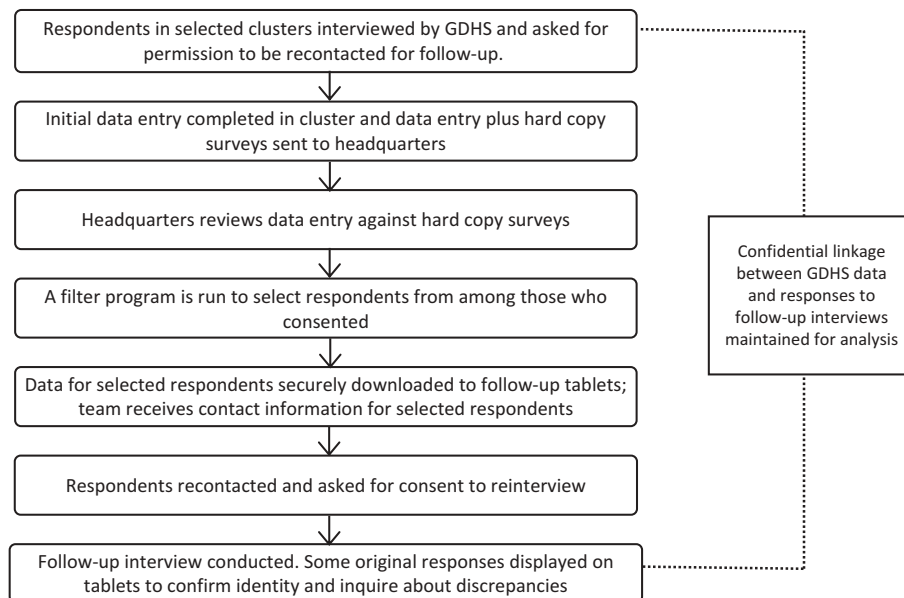 Respondents in selected clusters interviewed by GDHS and asked for
permission to be recontacted for follow-up.
Initial data entry completed in cluster and data entry plus hard copy
surveys sent to headquarters
Headquarters reviews data entry against hard copy surveys
A filter program is run to select respondents from among those who
consented
Data for selected respondents securely downloaded to follow-up tablets;
team receives contact information for selected respondents
Respondents recontacted and asked for consent to reinterview
Follow-up interview conducted. Some original responses displayed on
tablets to confirm identity and inquire about discrepancies
Confidential linkage
between GDHS data
and responses to
follow-up interviews
maintained for analysis